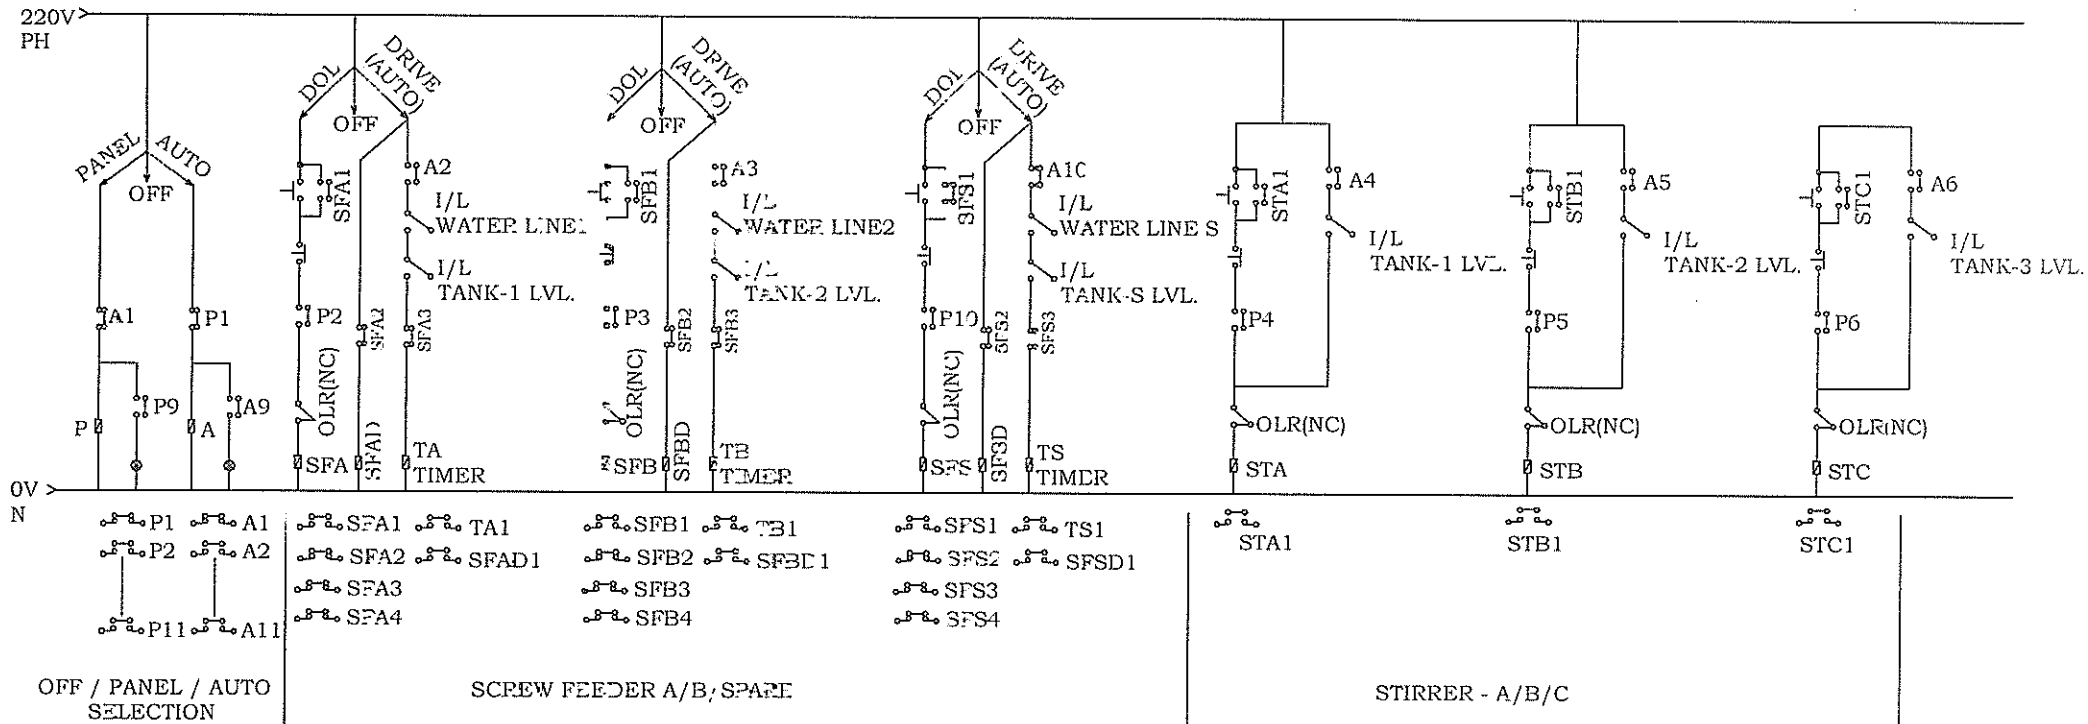 220V
PH
PANEL
AUTO
OFF
A1
P1
P9
A9
P
A
0V
N
DOL
DRIVE
(AUTO)
OFF
SFA1
A2
I/L
WATER LINE1
I/L
TANK-1 LVL.
P2
SFA2
SFA3
OLR(NC)
SFA
SFAD
TA
TIMER
DOL
DRIVE
(AUTO)
OFF
SFB1
A3
I/L
WATER LINE2
I/L
TANK-2 LVL.
P3
SFB2
SFB3
OLR(NC)
SFB
SFBD
TB
TIMER
DOL
DRIVE
(AUTO)
OFF
SFS1
A10
I/L
WATER LINE S
I/L
TANK-S LVL.
P10
SFS2
SFS3
OLR(NC)
SFS
SFSD
TS
TIMER
STA1
A4
I/L
TANK-1 LVL.
P4
OLR(NC)
STA
STB1
A5
I/L
TANK-2 LVL.
P5
OLR(NC)
STB
STC1
A6
I/L
TANK-3 LVL.
P6
OLR(NC)
STC
P1 A1 SFA1 TA1 SFB1 TB1 SFS1 TS1 STA1 STB1 STC1
P2 A2 SFA2 SFAD1 SFB2 SFBD1 SFS2 SFSD1
SFA3 SFB3 SFS3
P11 A11 SFA4 SFB4 SFS4
OFF / PANEL / AUTO
SELECTION
SCREW FEEDER A/B/SPARE
STIRRER - A/B/C